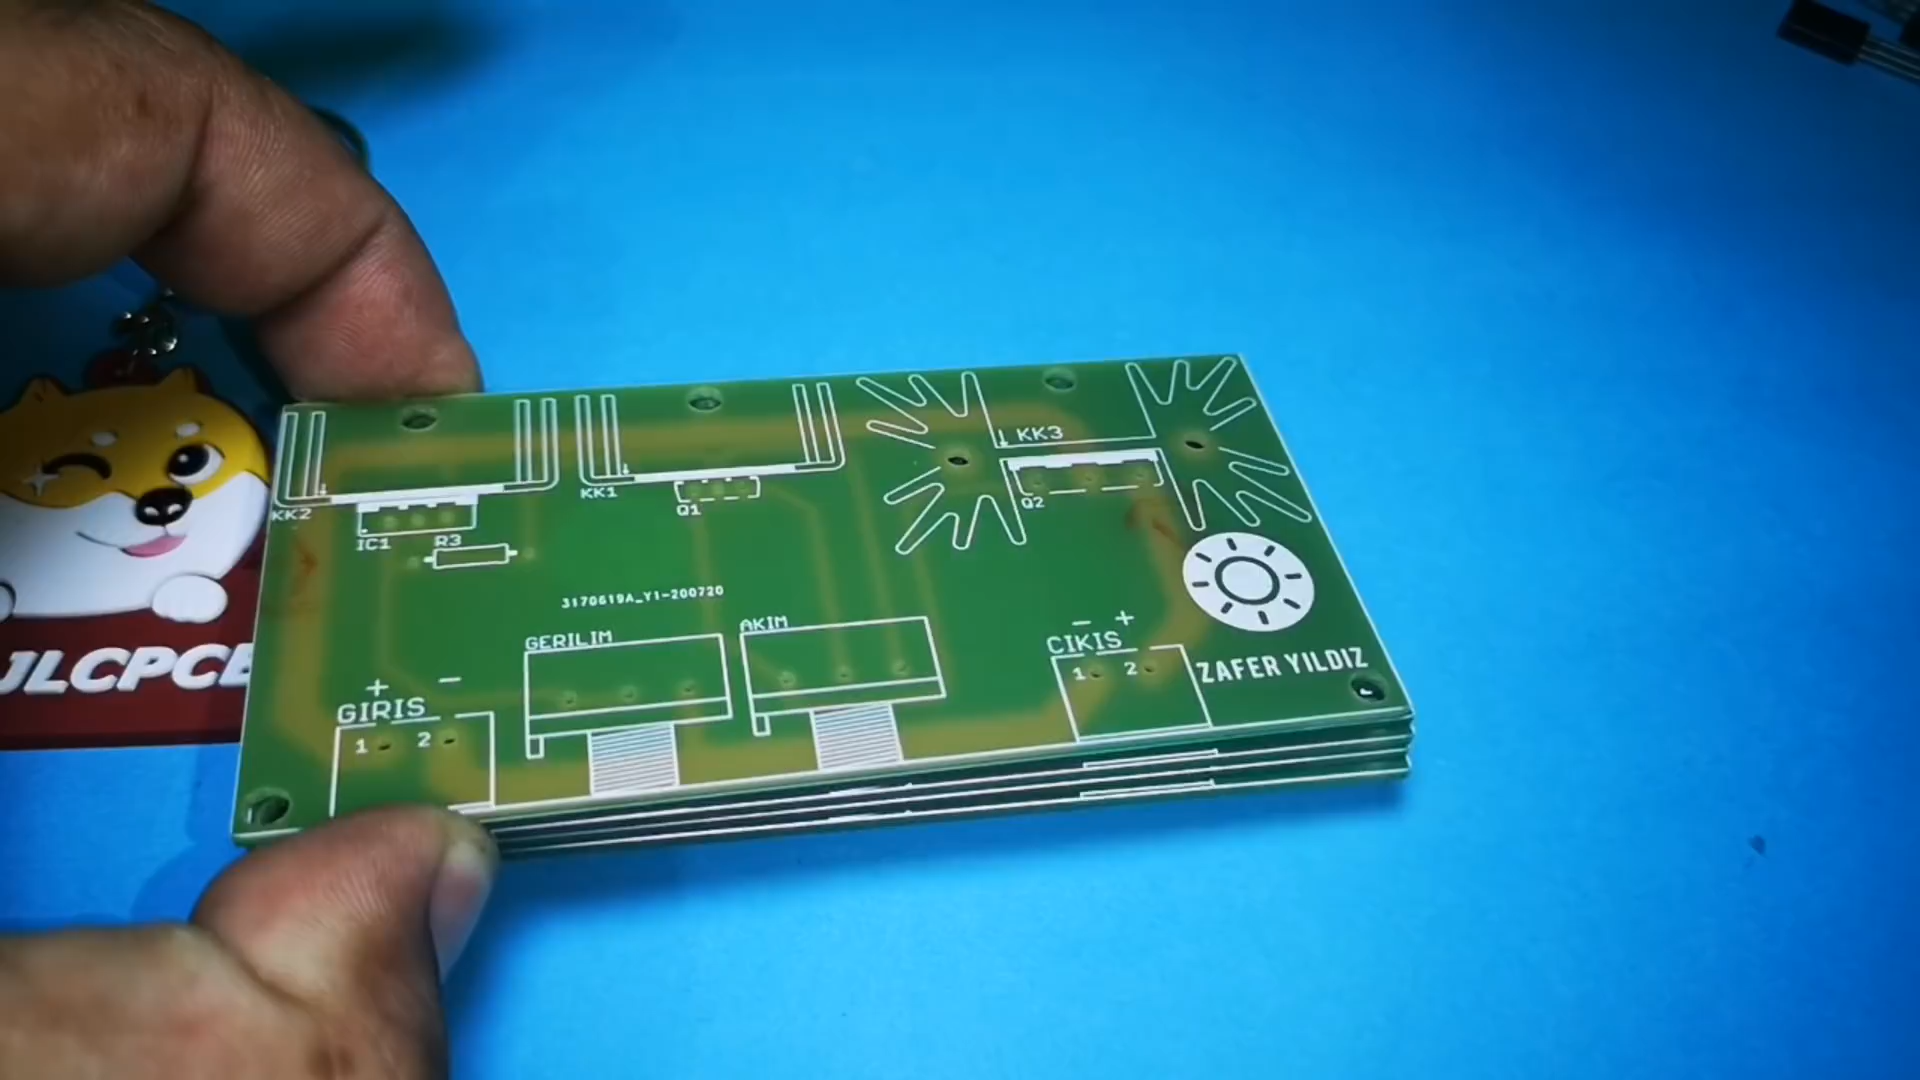 KK2
KK1
KK3
IC1
R3
Q1
Q2
3170619A_Y1-200720
GERILIM
AKIM
- +
CIKIS
1 2
ZAFER YILDIZ
+ -
GIRIS
1 2
JLCPCB